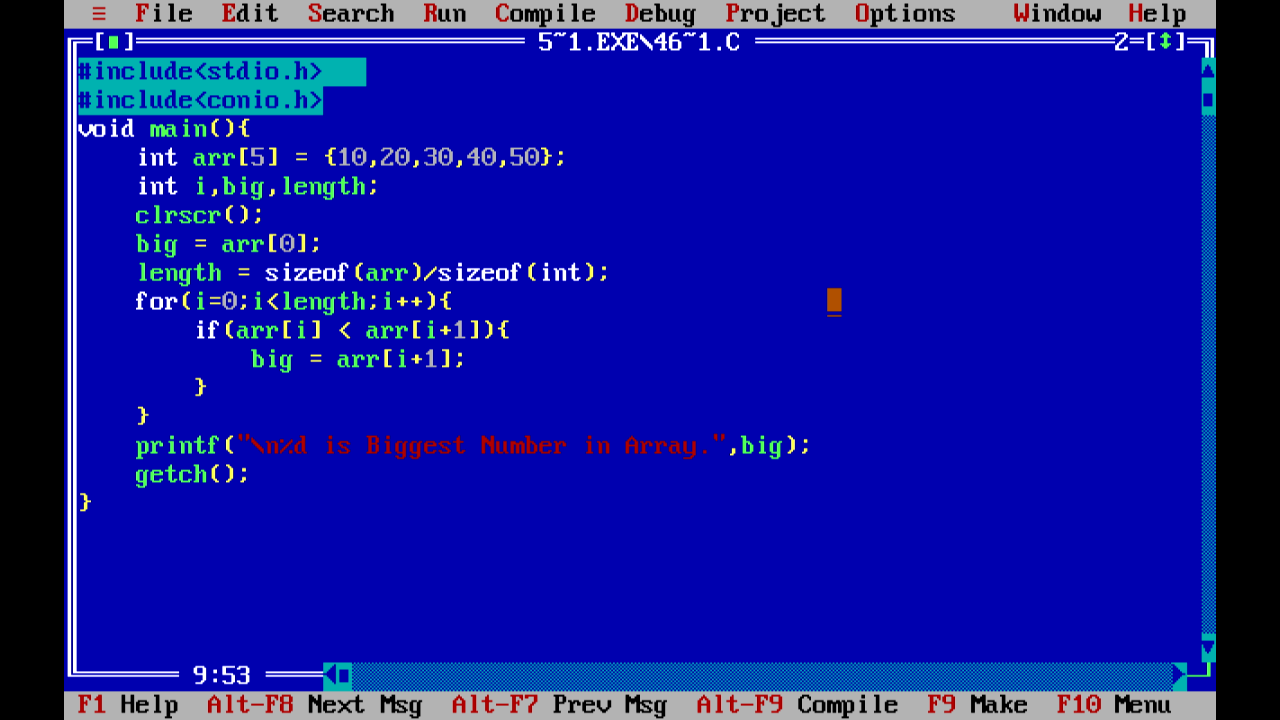 ≡ File Edit Search Run Compile Debug Project Options Window Help
[■] 5~1.EXE\46~1.C 2=[↕]
#include<stdio.h>
#include<conio.h>
void main(){
    int arr[5] = {10,20,30,40,50};
    int i,big,length;
    clrscr();
    big = arr[0];
    length = sizeof(arr)/sizeof(int);
    for(i=0;i<length;i++){
        if(arr[i] < arr[i+1]){
            big = arr[i+1];
        }
    }
    printf("\n%d is Biggest Number in Array.",big);
    getch();
}
9:53
F1 Help Alt-F8 Next Msg Alt-F7 Prev Msg Alt-F9 Compile F9 Make F10 Menu